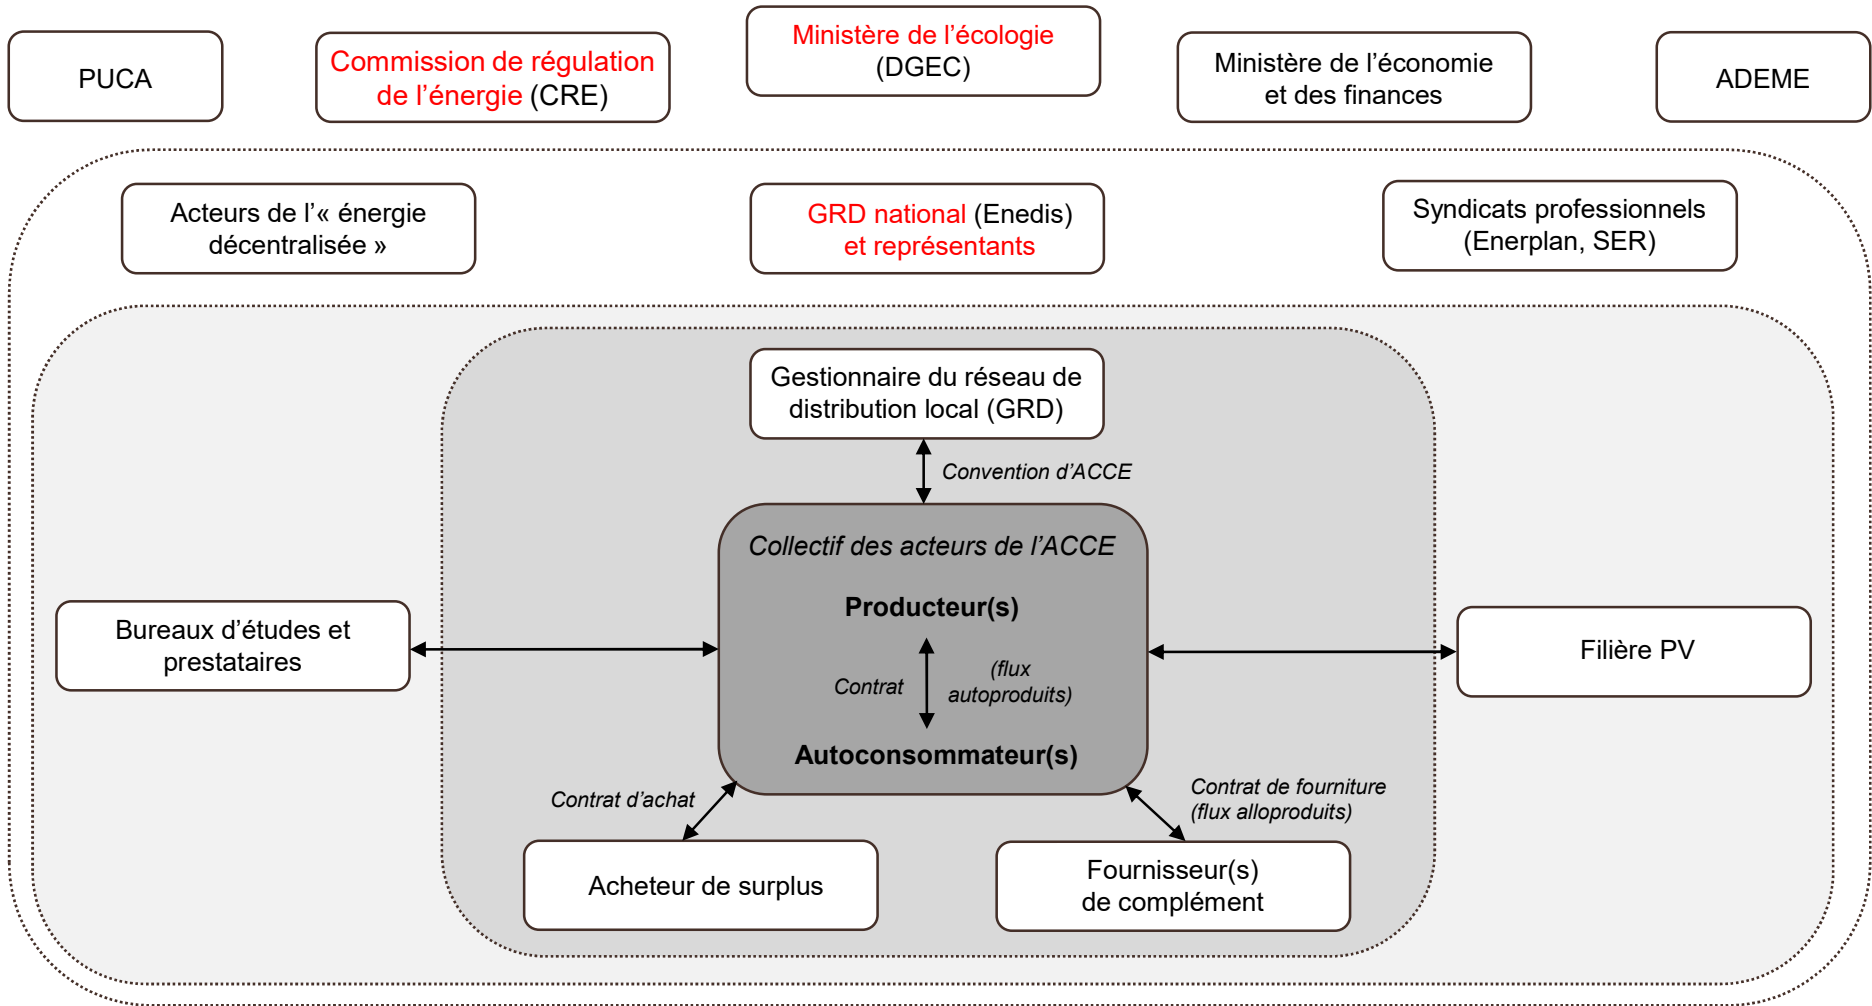 PUCA
Commission de régulation
de l’énergie (CRE)
Ministère de l’écologie
(DGEC)
Ministère de l’économie
et des finances
ADEME
Acteurs de l’« énergie
décentralisée »
GRD national (Enedis)
et représentants
Syndicats professionnels
(Enerplan, SER)
Gestionnaire du réseau de
distribution local (GRD)
Convention d’ACCE
Collectif des acteurs de l’ACCE
Producteur(s)
Contrat
(flux
autoproduits)
Autoconsommateur(s)
Bureaux d’études et
prestataires
Filière PV
Contrat d’achat
Contrat de fourniture
(flux alloproduits)
Acheteur de surplus
Fournisseur(s)
de complément